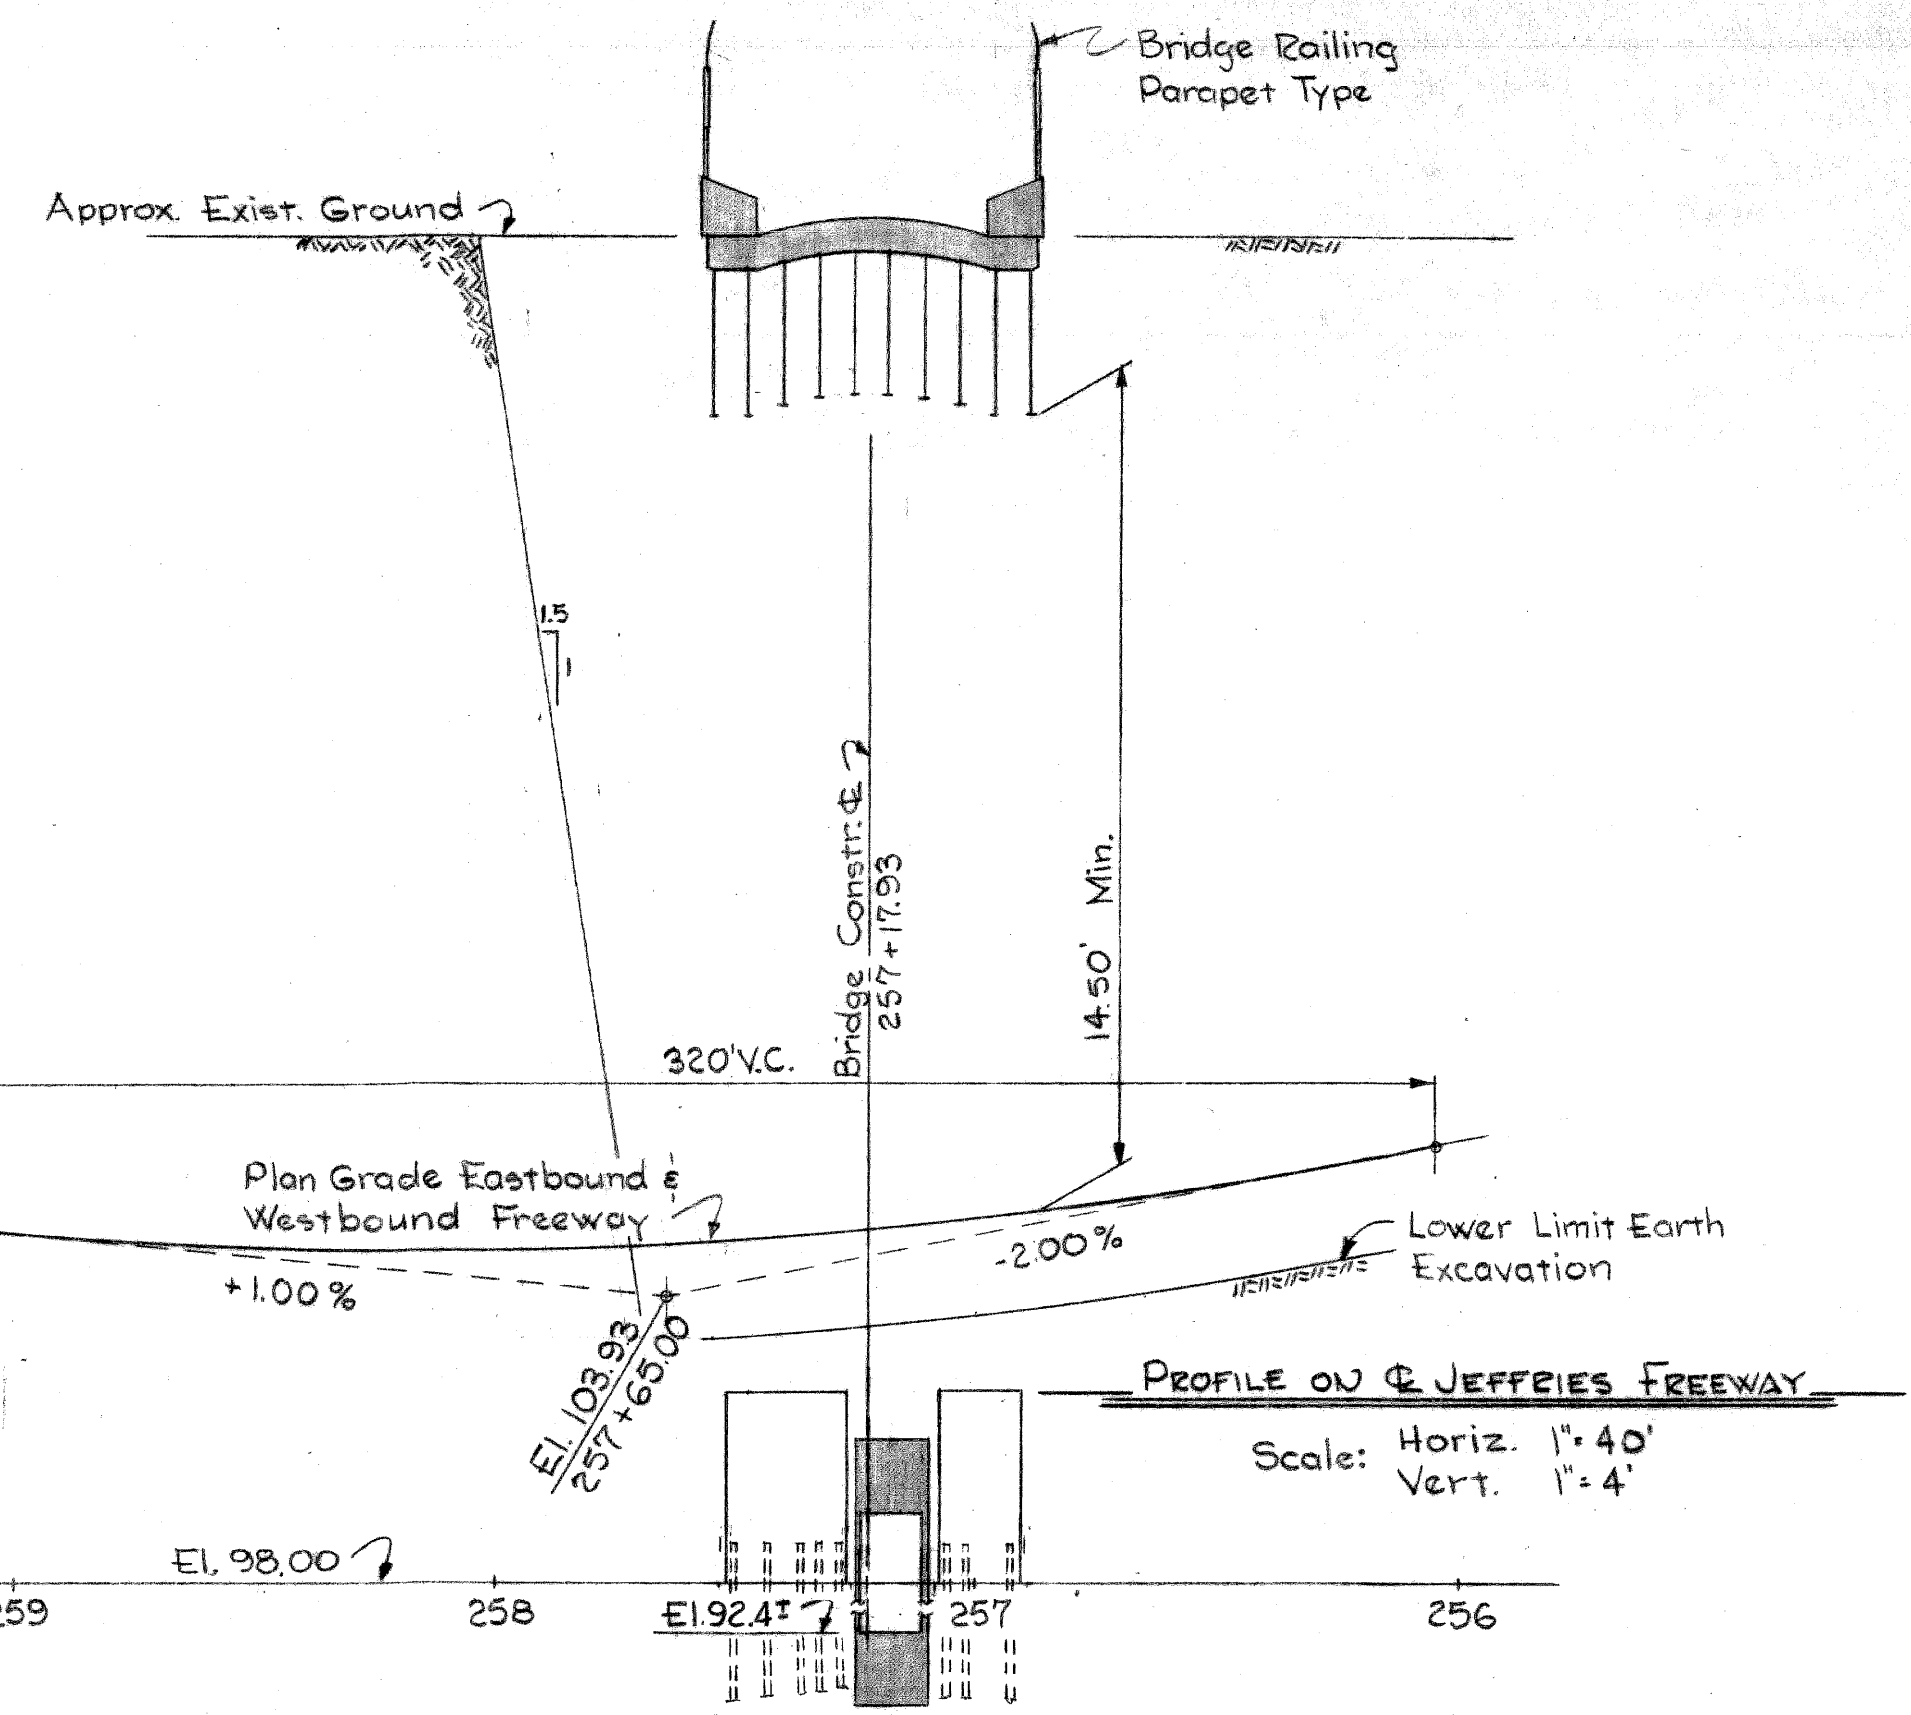 Bridge Railing
Parapet Type
Approx. Exist. Ground
1.5
1
Bridge Constr. ℄
257+17.93
14.50' Min.
320' V.C.
Plan Grade Eastbound &
Westbound Freeway
+1.00%
-2.00%
Lower Limit Earth
Excavation
El. 103.93
257+65.00
PROFILE ON ℄ JEFFRIES FREEWAY
Scale: Horiz. 1"=40'
Vert. 1"=4'
El. 98.00
259
258
El.92.4±
257
256